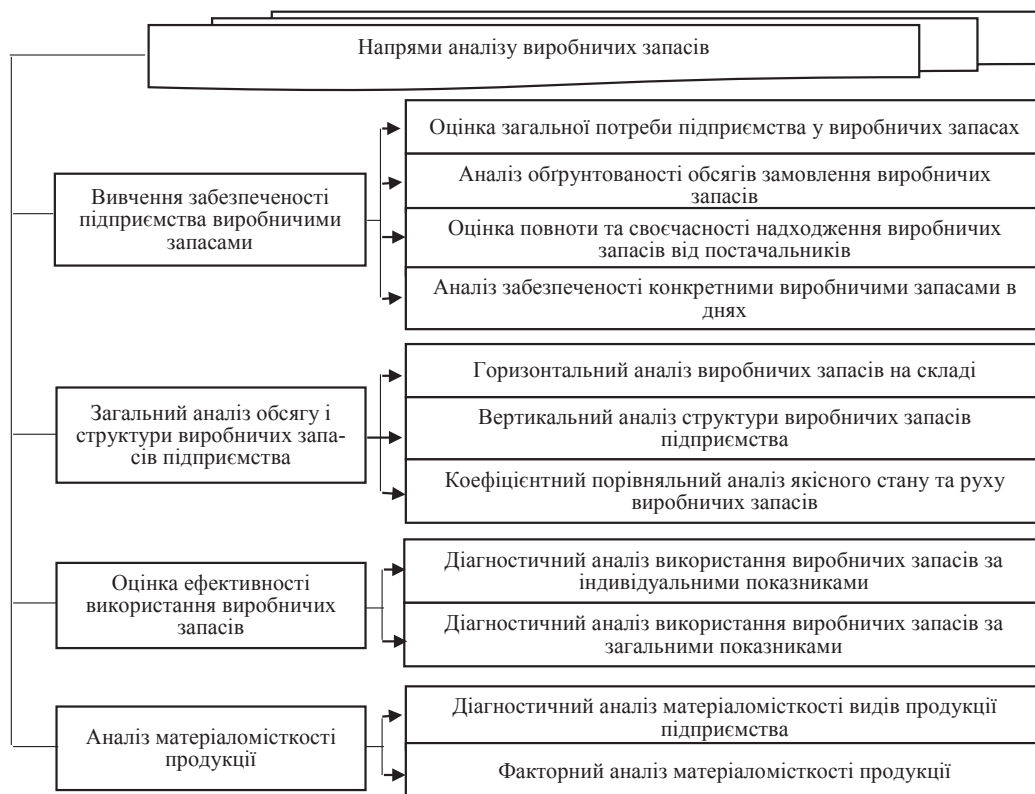 Напрями аналізу виробничих запасів
Вивчення забезпеченості
підприємства виробничими
запасами
Оцінка загальної потреби підприємства у виробничих запасах
Аналіз обґрунтованості обсягів замовлення виробничих
запасів
Оцінка повноти та своєчасності надходження виробничих
запасів від постачальників
Аналіз забезпеченості конкретними виробничими запасами в
днях
Загальний аналіз обсягу і
структури виробничих запа-
сів підприємства
Горизонтальний аналіз виробничих запасів на складі
Вертикальний аналіз структури виробничих запасів
підприємства
Коефіцієнтний порівняльний аналіз якісного стану та руху
виробничих запасів
Оцінка ефективності
використання виробничих
запасів
Діагностичний аналіз використання виробничих запасів за
індивідуальними показниками
Діагностичний аналіз використання виробничих запасів за
загальними показниками
Аналіз матеріаломісткості
продукції
Діагностичний аналіз матеріаломісткості видів продукції
підприємства
Факторний аналіз матеріаломісткості продукції